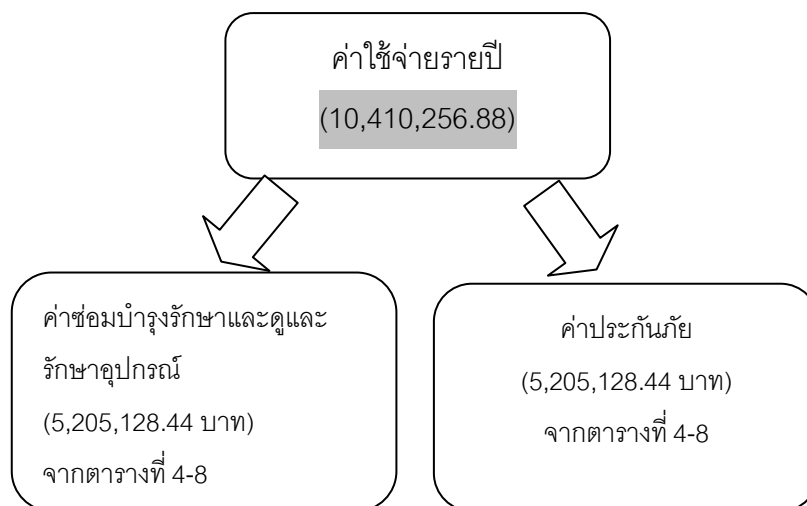 ค่าใช้จ่ายรายปี
(10,410,256.88)
ค่าซ่อมบำรุงรักษาและดูและ
รักษาอุปกรณ์
(5,205,128.44 บาท)
จากตารางที่ 4-8
ค่าประกันภัย
(5,205,128.44 บาท)
จากตารางที่ 4-8